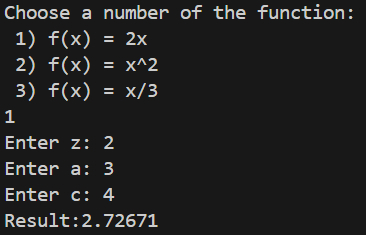 Choose a number of the function:
1) f(x) = 2x
2) f(x) = x^2
3) f(x) = x/3
1
Enter z: 2
Enter a: 3
Enter c: 4
Result:2.72671